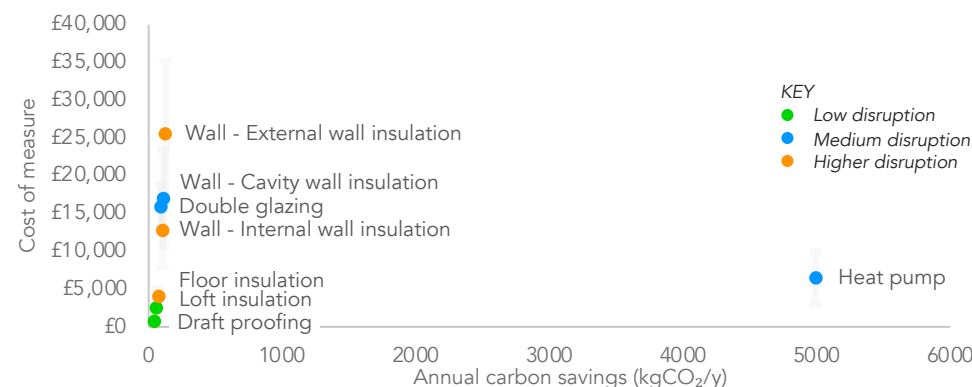 £40,000
£35,000
£30,000
£25,000
£20,000
£15,000
£10,000
£5,000
£0
Cost of measure
KEY
Low disruption
Medium disruption
Higher disruption
Wall - External wall insulation
Wall - Cavity wall insulation
Double glazing
Wall - Internal wall insulation
Floor insulation
Loft insulation
Draft proofing
Heat pump
0 1000 2000 3000 4000 5000 6000
Annual carbon savings (kgCO₂/y)